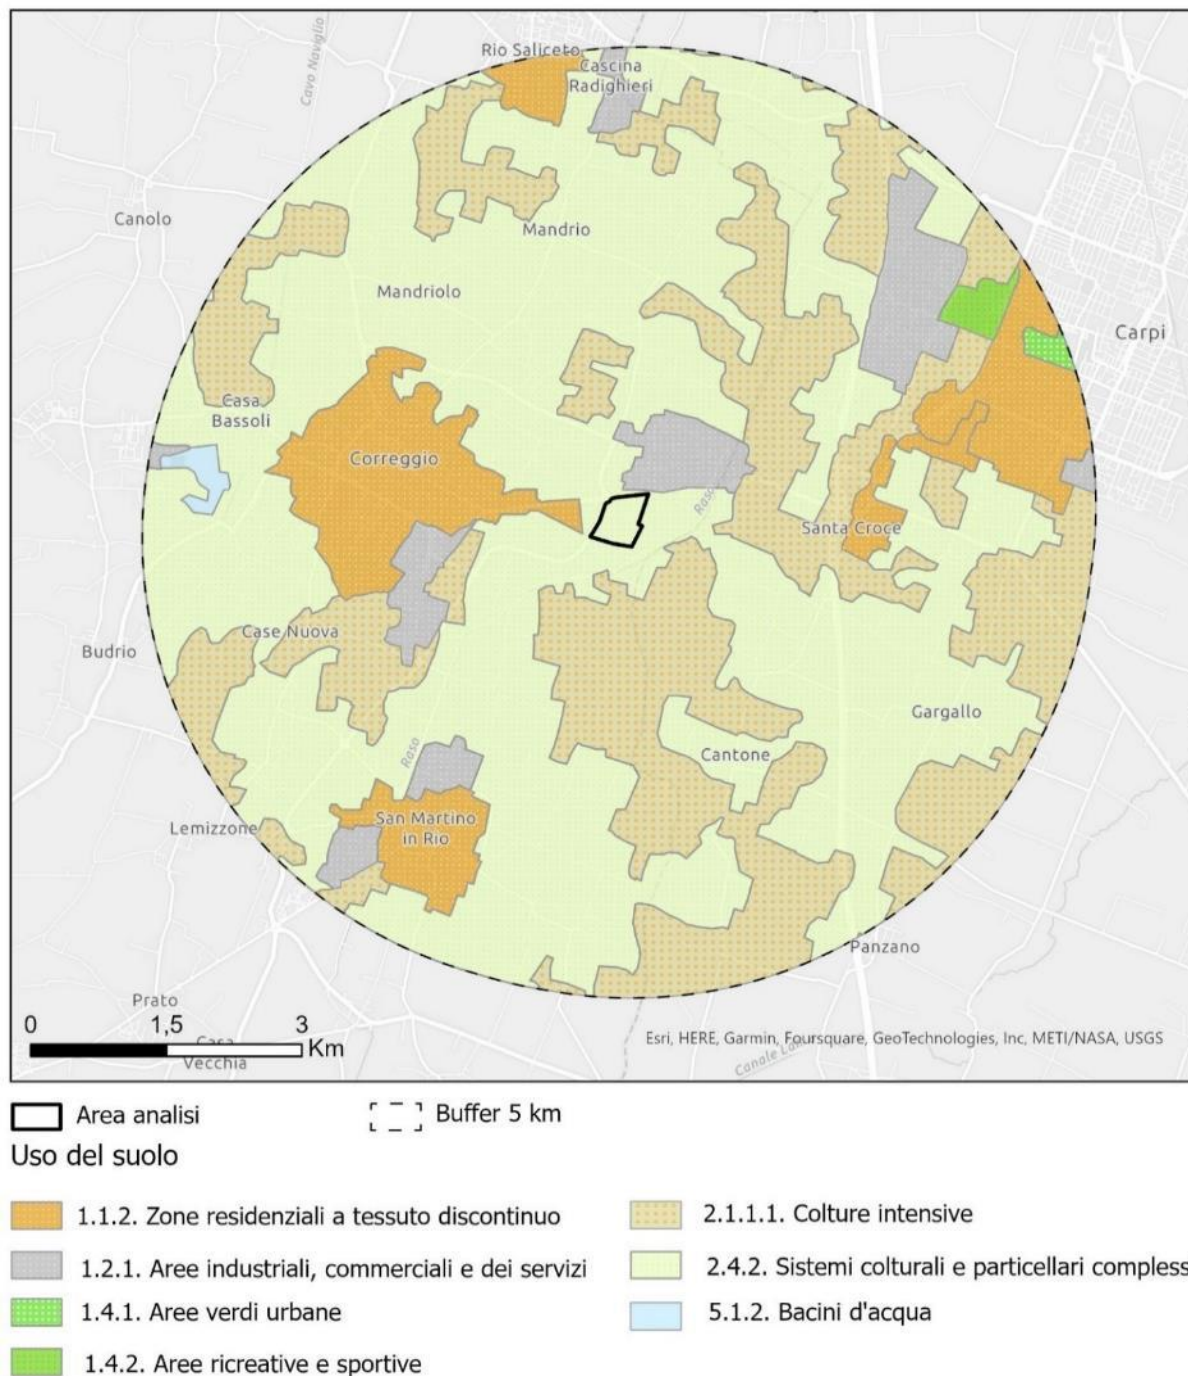 Rio Saliceto
Cascina
Radighieri
Cavo Naviglio
Canolo
Mandrio
Mandriolo
Carpi
Casa
Bassoli
Correggio
Raso
Santa Croce
Case Nuova
Budrio
Gargallo
Cantone
Raso
San Martino
in Rio
Lemizzone
Panzano
Prato
0 1,5 3
Km
Casa
Vecchia
Esri, HERE, Garmin, Foursquare, GeoTechnologies, Inc, METI/NASA, USGS
Canale
Area analisi
Buffer 5 km
Uso del suolo
1.1.2. Zone residenziali a tessuto discontinuo
2.1.1.1. Colture intensive
1.2.1. Aree industriali, commerciali e dei servizi
2.4.2. Sistemi colturali e particellari compless
1.4.1. Aree verdi urbane
5.1.2. Bacini d'acqua
1.4.2. Aree ricreative e sportive